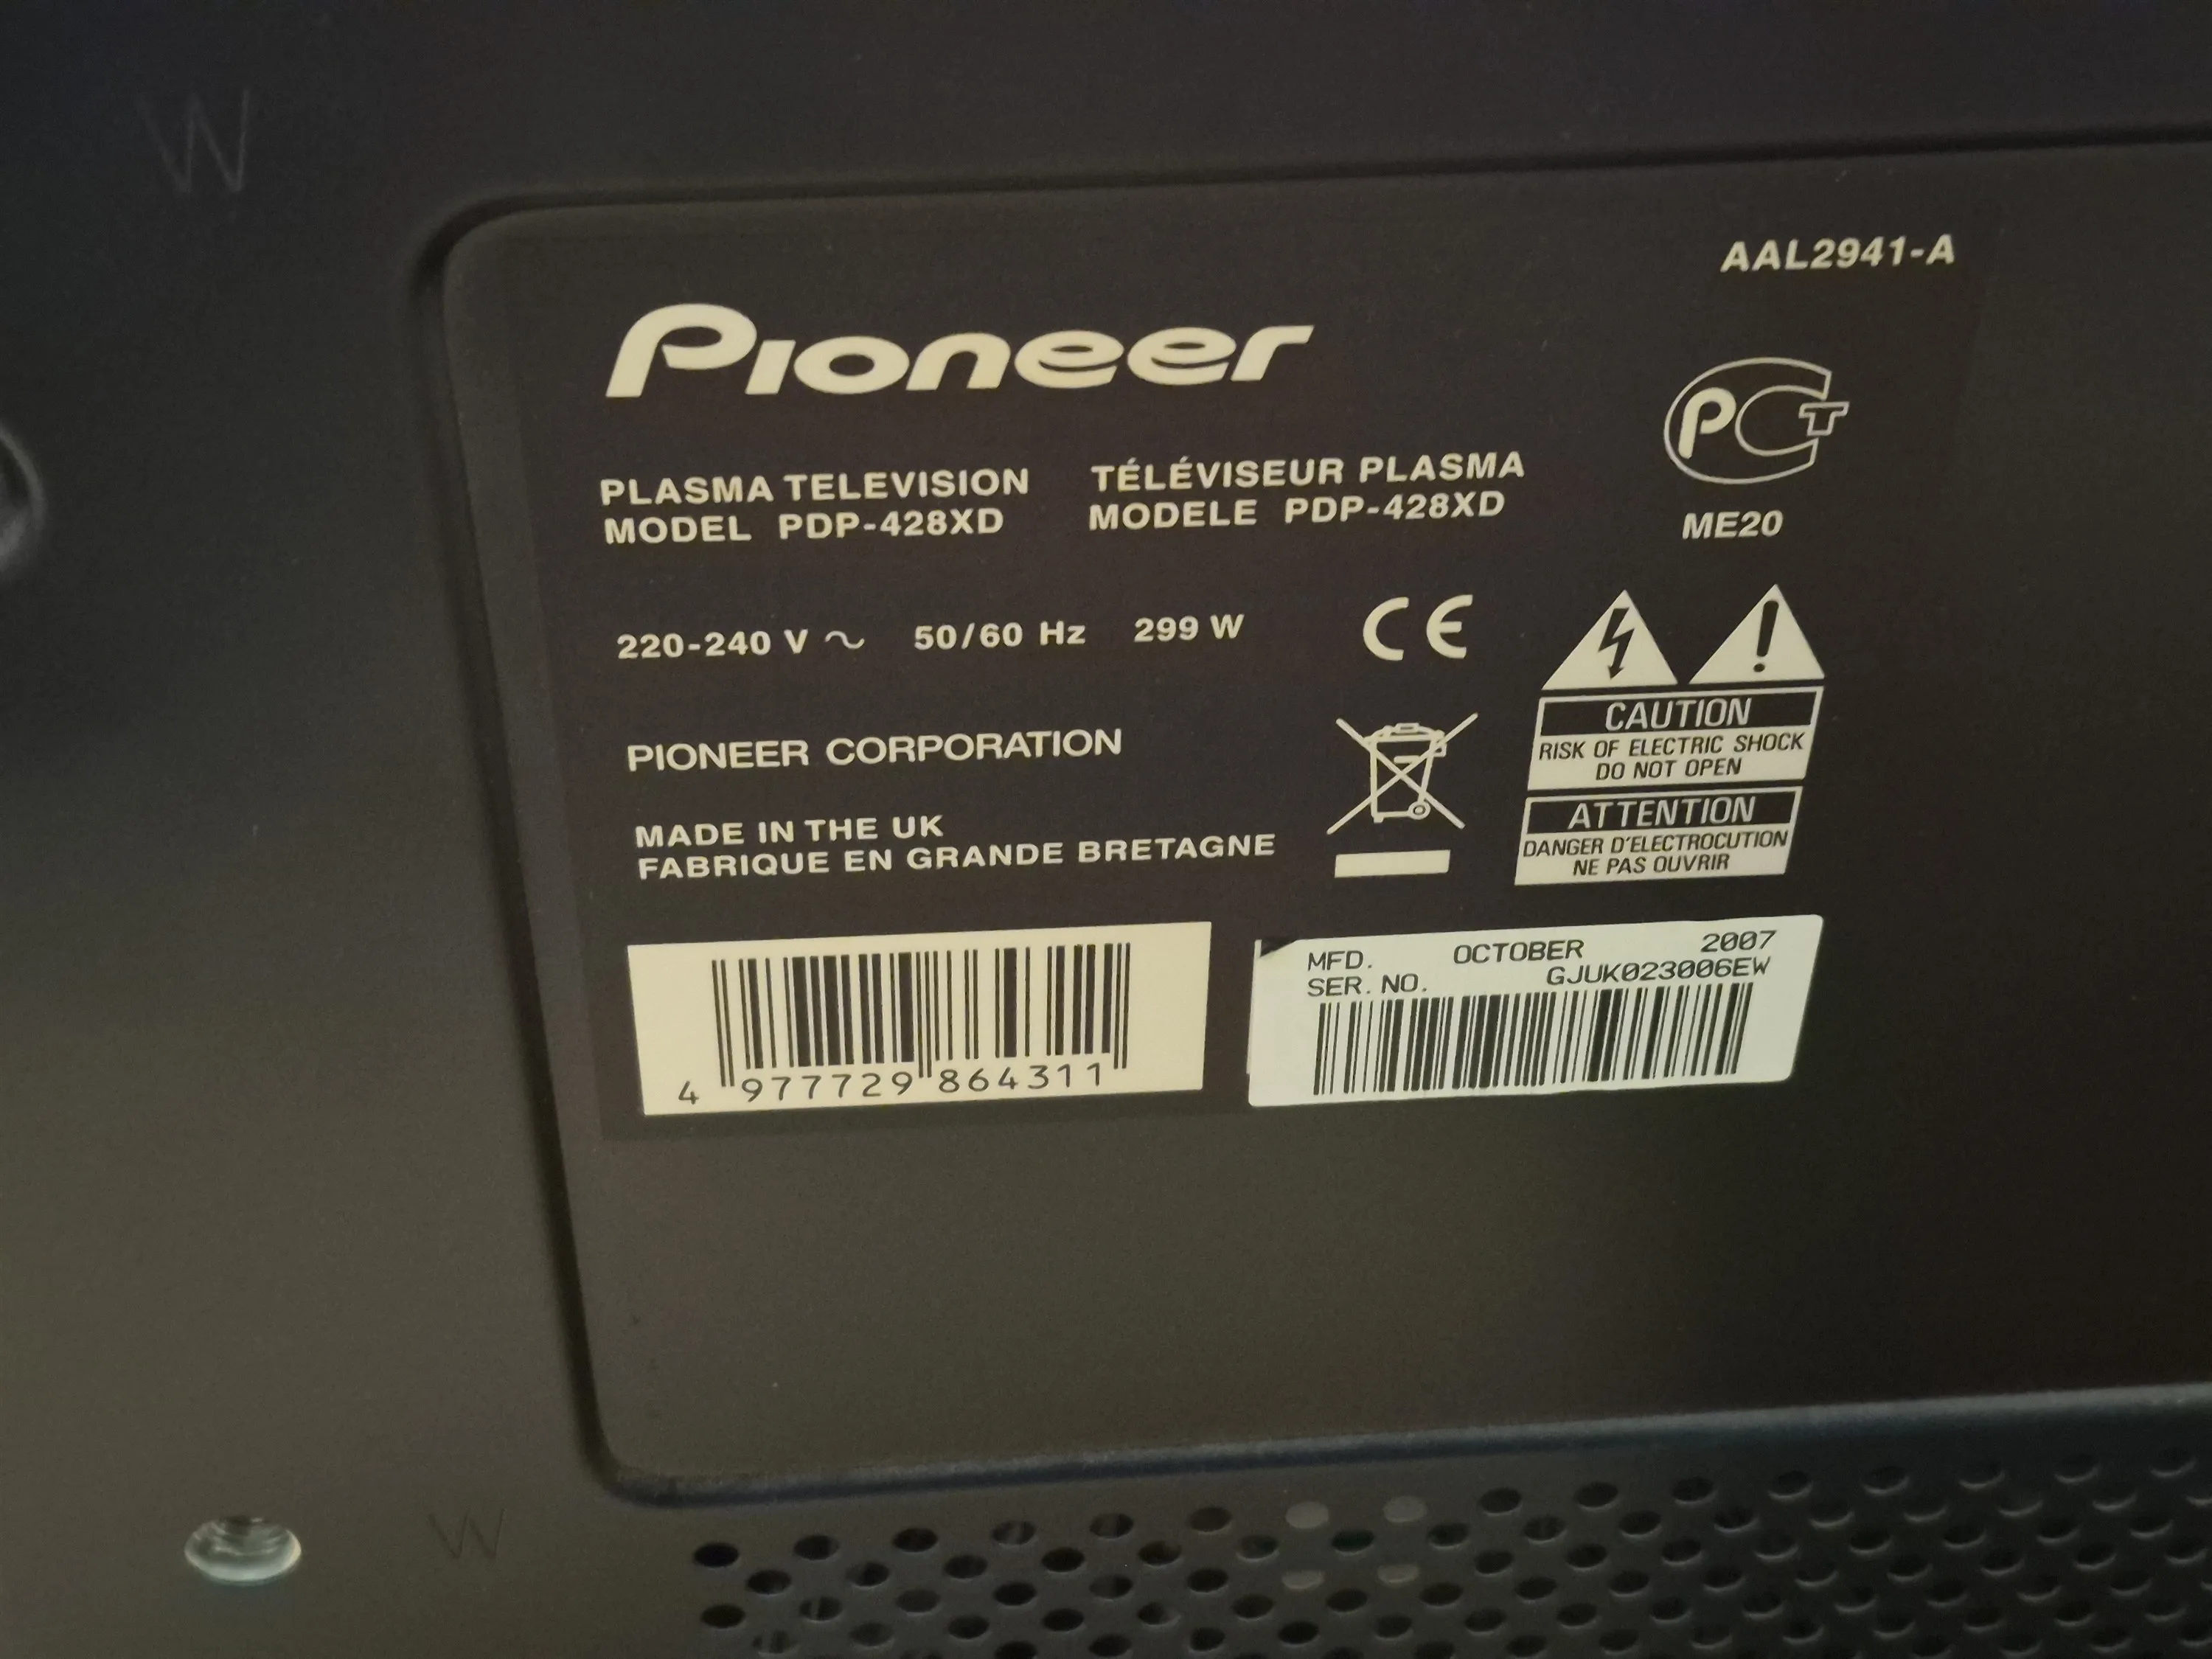 W
AAL2941-A
Pioneer
PCT
PLASMA TELEVISION TÉLÉVISEUR PLASMA
MODEL PDP-428XD MODELE PDP-428XD
ME20
220-240 V ~ 50/60 Hz 299 W
CE
CAUTION
RISK OF ELECTRIC SHOCK
DO NOT OPEN
PIONEER CORPORATION
ATTENTION
DANGER D'ELECTROCUTION
NE PAS OUVRIR
MADE IN THE UK
FABRIQUE EN GRANDE BRETAGNE
MFD. OCTOBER 2007
SER. NO. GJUK023006EW
4 977729 864311
W